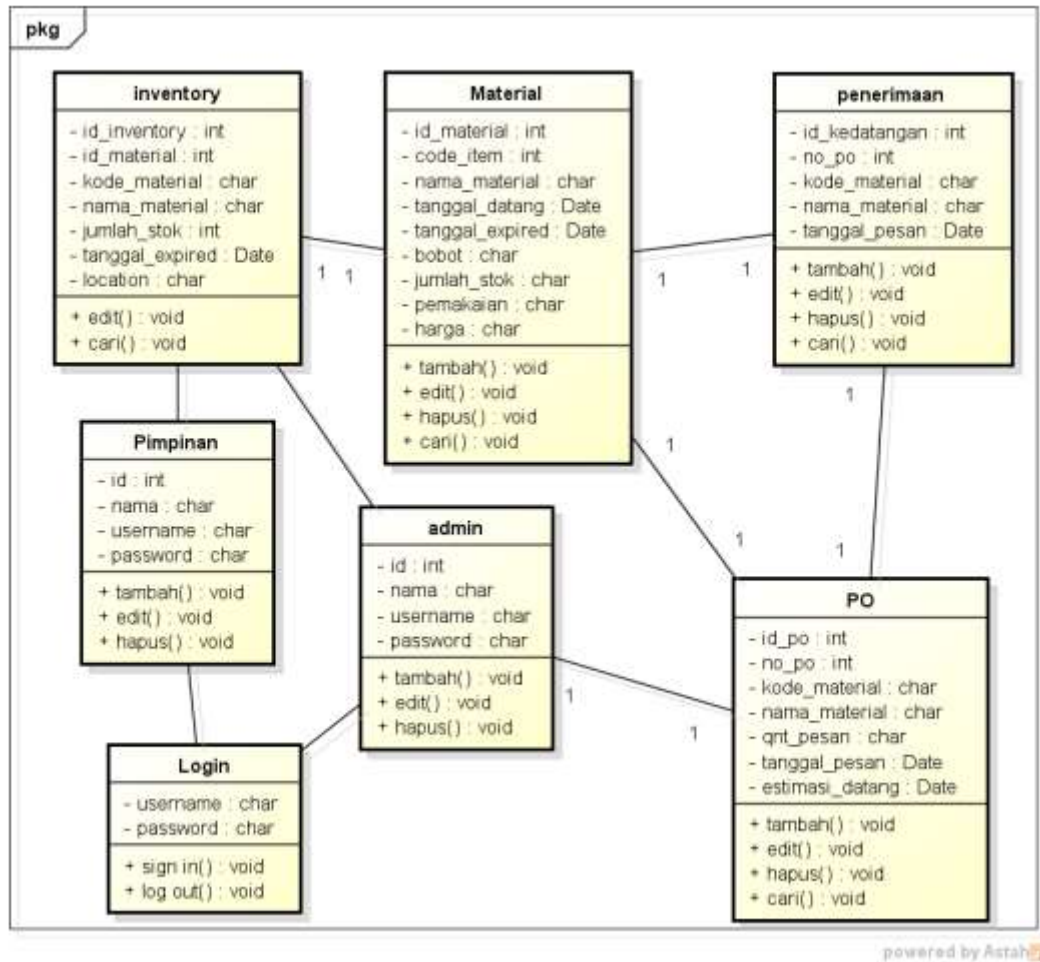 pkg
inventory
- id_inventory : int
- id_material : int
- kode_material : char
- nama_material : char
- jumlah_stok : int
- tanggal_expired : Date
- location : char
+ edit() : void
+ cari() : void
Material
- id_material : int
- code_item : int
- nama_material : char
- tanggal_datang : Date
- tanggal_expired : Date
- bobot : char
- jumlah_stok : char
- pemakaian : char
- harga : char
+ tambah() : void
+ edit() : void
+ hapus() : void
+ cari() : void
penerimaan
- id_kedatangan : int
- no_po : int
- kode_material : char
- nama_material : char
- tanggal_pesan : Date
+ tambah() : void
+ edit() : void
+ hapus() : void
+ cari() : void
1 1
1 1
1
1
1
1
Pimpinan
- id : int
- nama : char
- username : char
- password : char
+ tambah() : void
+ edit() : void
+ hapus() : void
admin
- id : int
- nama : char
- username : char
- password : char
+ tambah() : void
+ edit() : void
+ hapus() : void
1
1
PO
- id_po : int
- no_po : int
- kode_material : char
- nama_material : char
- qnt_pesan : char
- tanggal_pesan : Date
- estimasi_datang : Date
+ tambah() : void
+ edit() : void
+ hapus() : void
+ cari() : void
Login
- username : char
- password : char
+ sign in() : void
+ log out() : void
powered by Astah